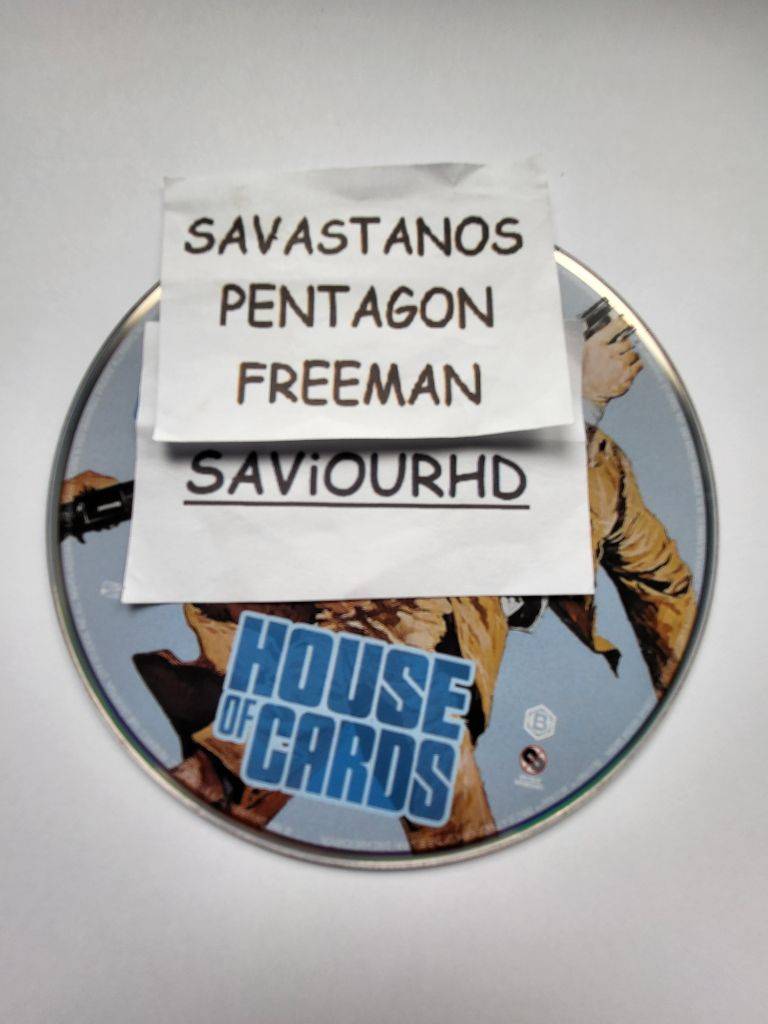 SAVASTANOS
PENTAGON
FREEMAN
SAViOURHD
HOUSE
OF CARDS
B